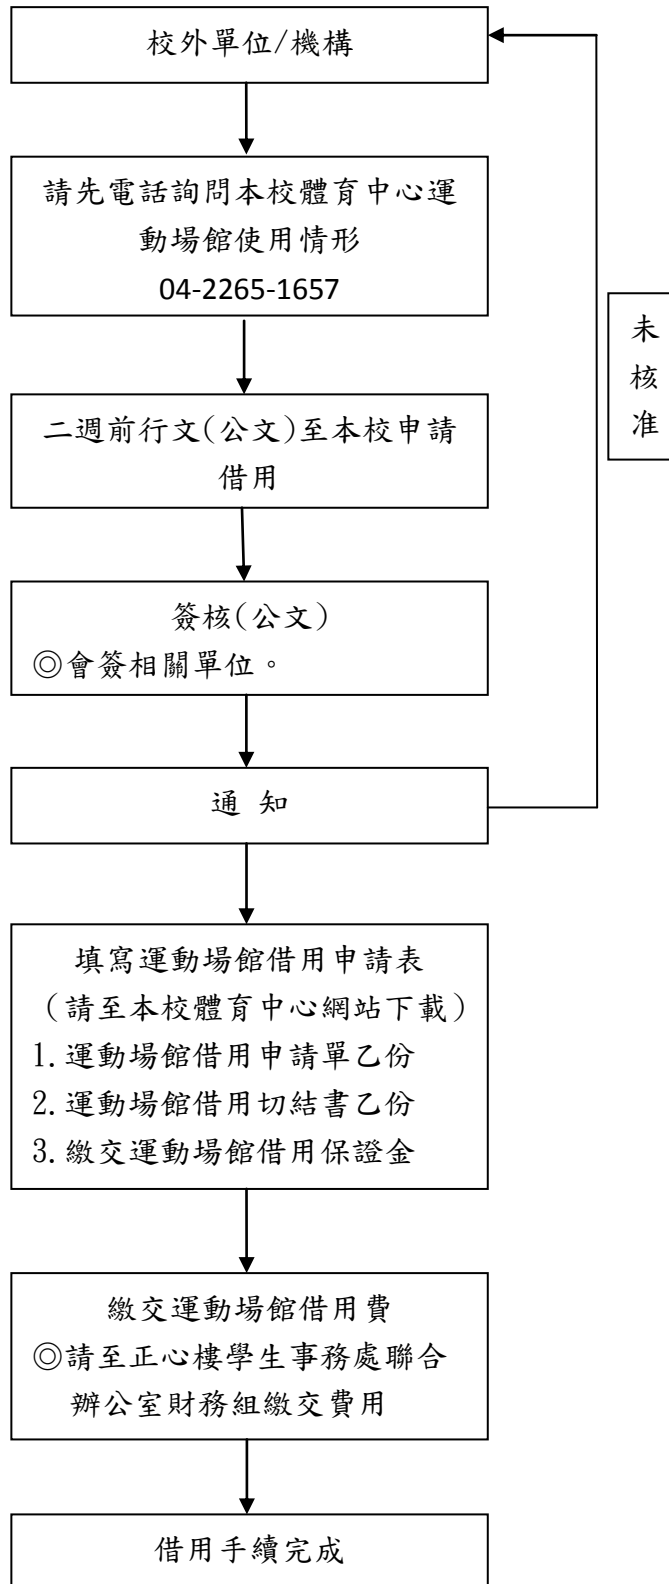 校外單位/機構
請先電話詢問本校體育中心運
動場館使用情形
04-2265-1657
未
核
准
二週前行文(公文)至本校申請
借用
簽核(公文)
◎會簽相關單位。
通 知
填寫運動場館借用申請表
（請至本校體育中心網站下載）
1.運動場館借用申請單乙份
2.運動場館借用切結書乙份
3.繳交運動場館借用保證金
繳交運動場館借用費
◎請至正心樓學生事務處聯合
辦公室財務組繳交費用
借用手續完成